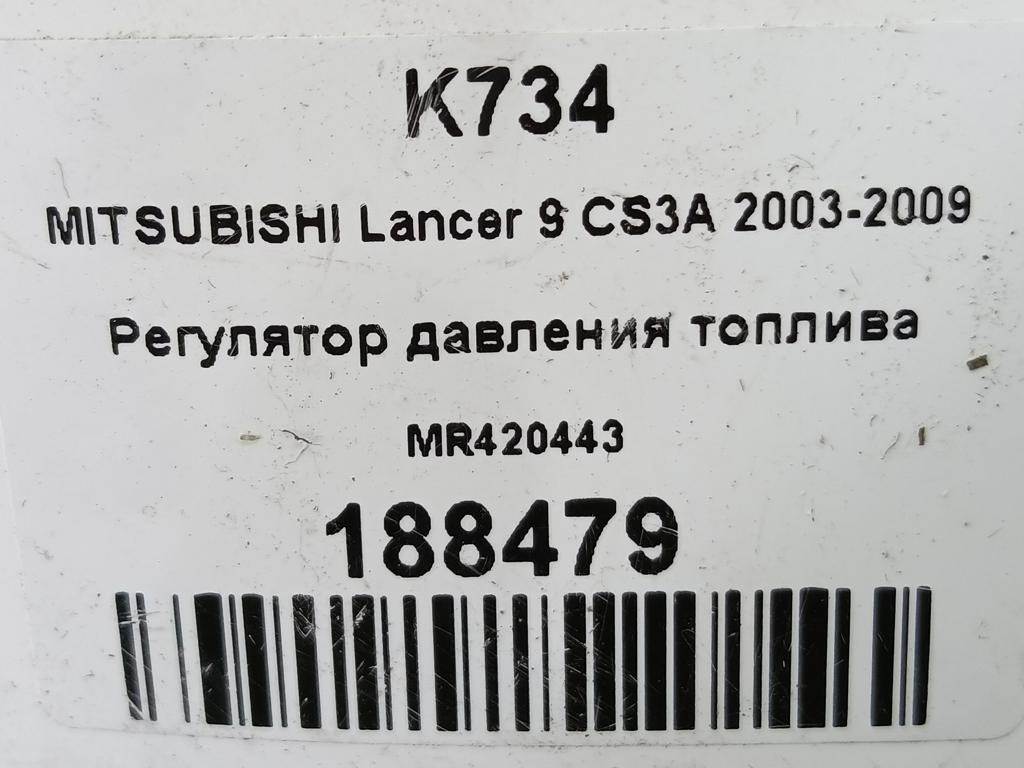 K734
MITSUBISHI Lancer 9 CS3A 2003-2009
Регулятор давления топлива
MR420443
188479